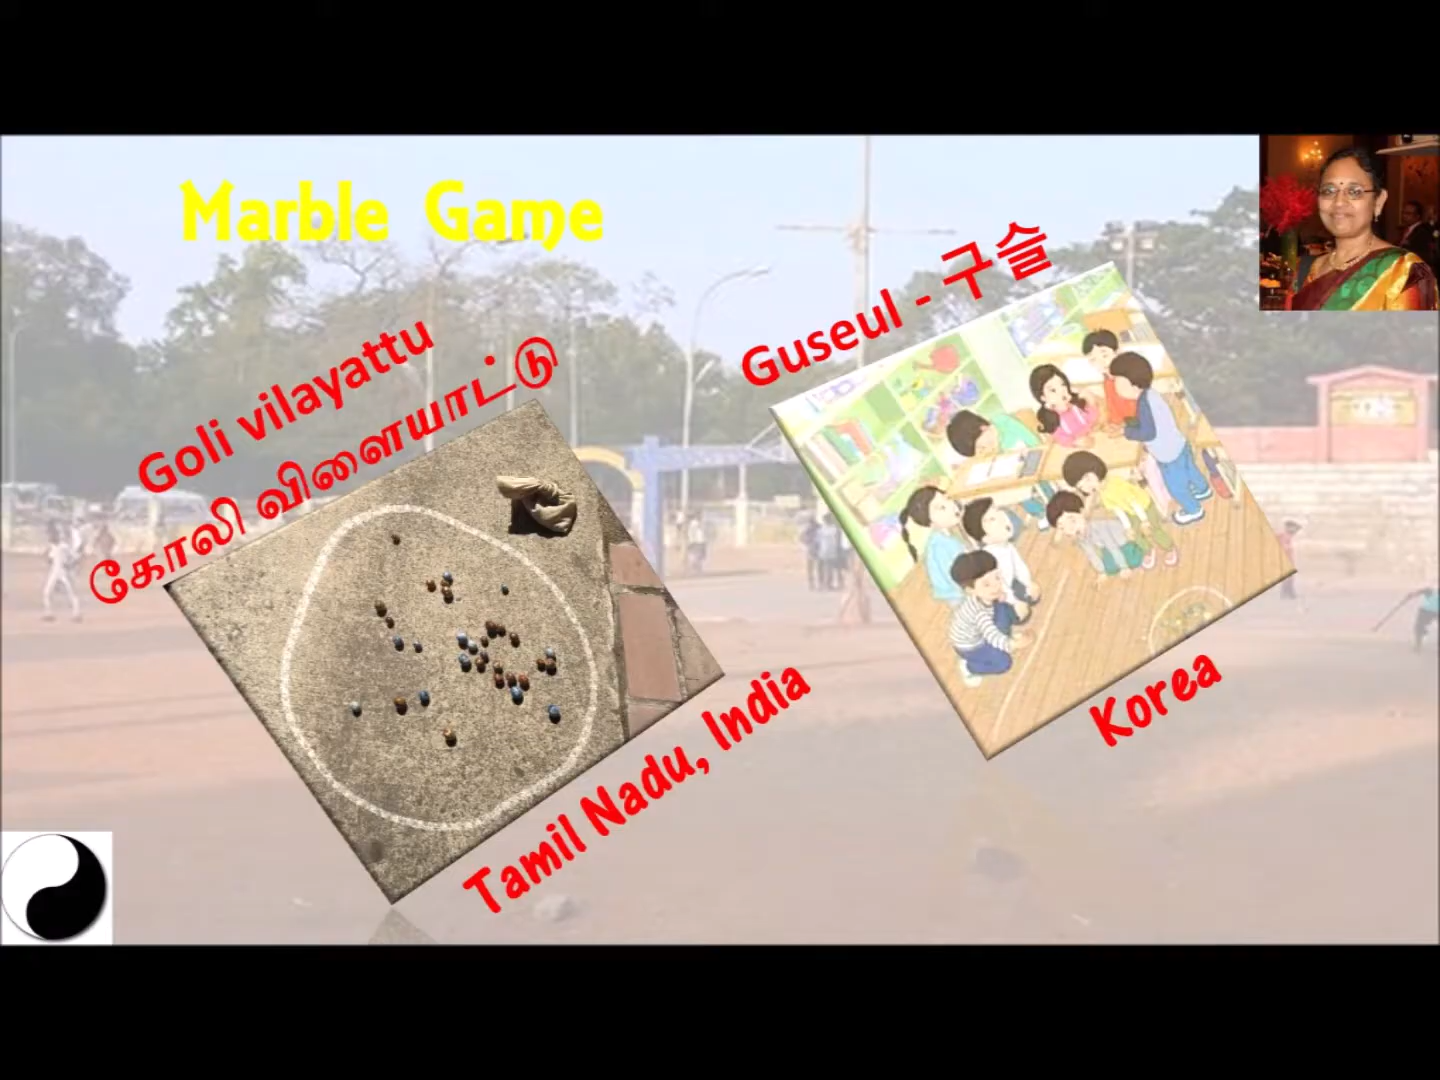 Marble Game
Goli vilayattu
கோலி விளையாட்டு
Tamil Nadu, India
Guseul - 구슬
Korea